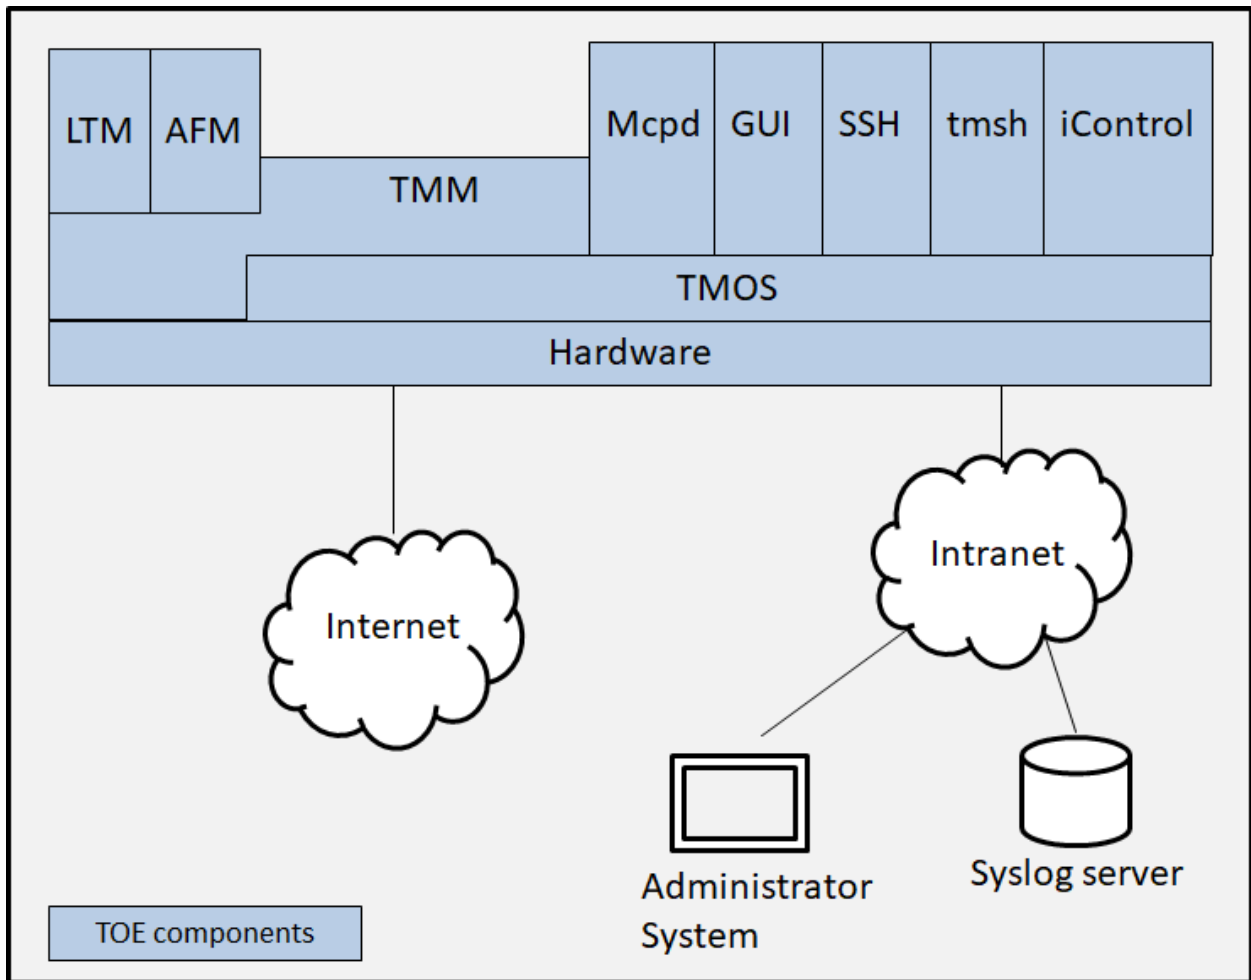 LTM
AFM
TMM
Mcpd
GUI
SSH
tmsh
iControl
TMOS
Hardware
Internet
Intranet
Administrator
System
Syslog server
TOE components